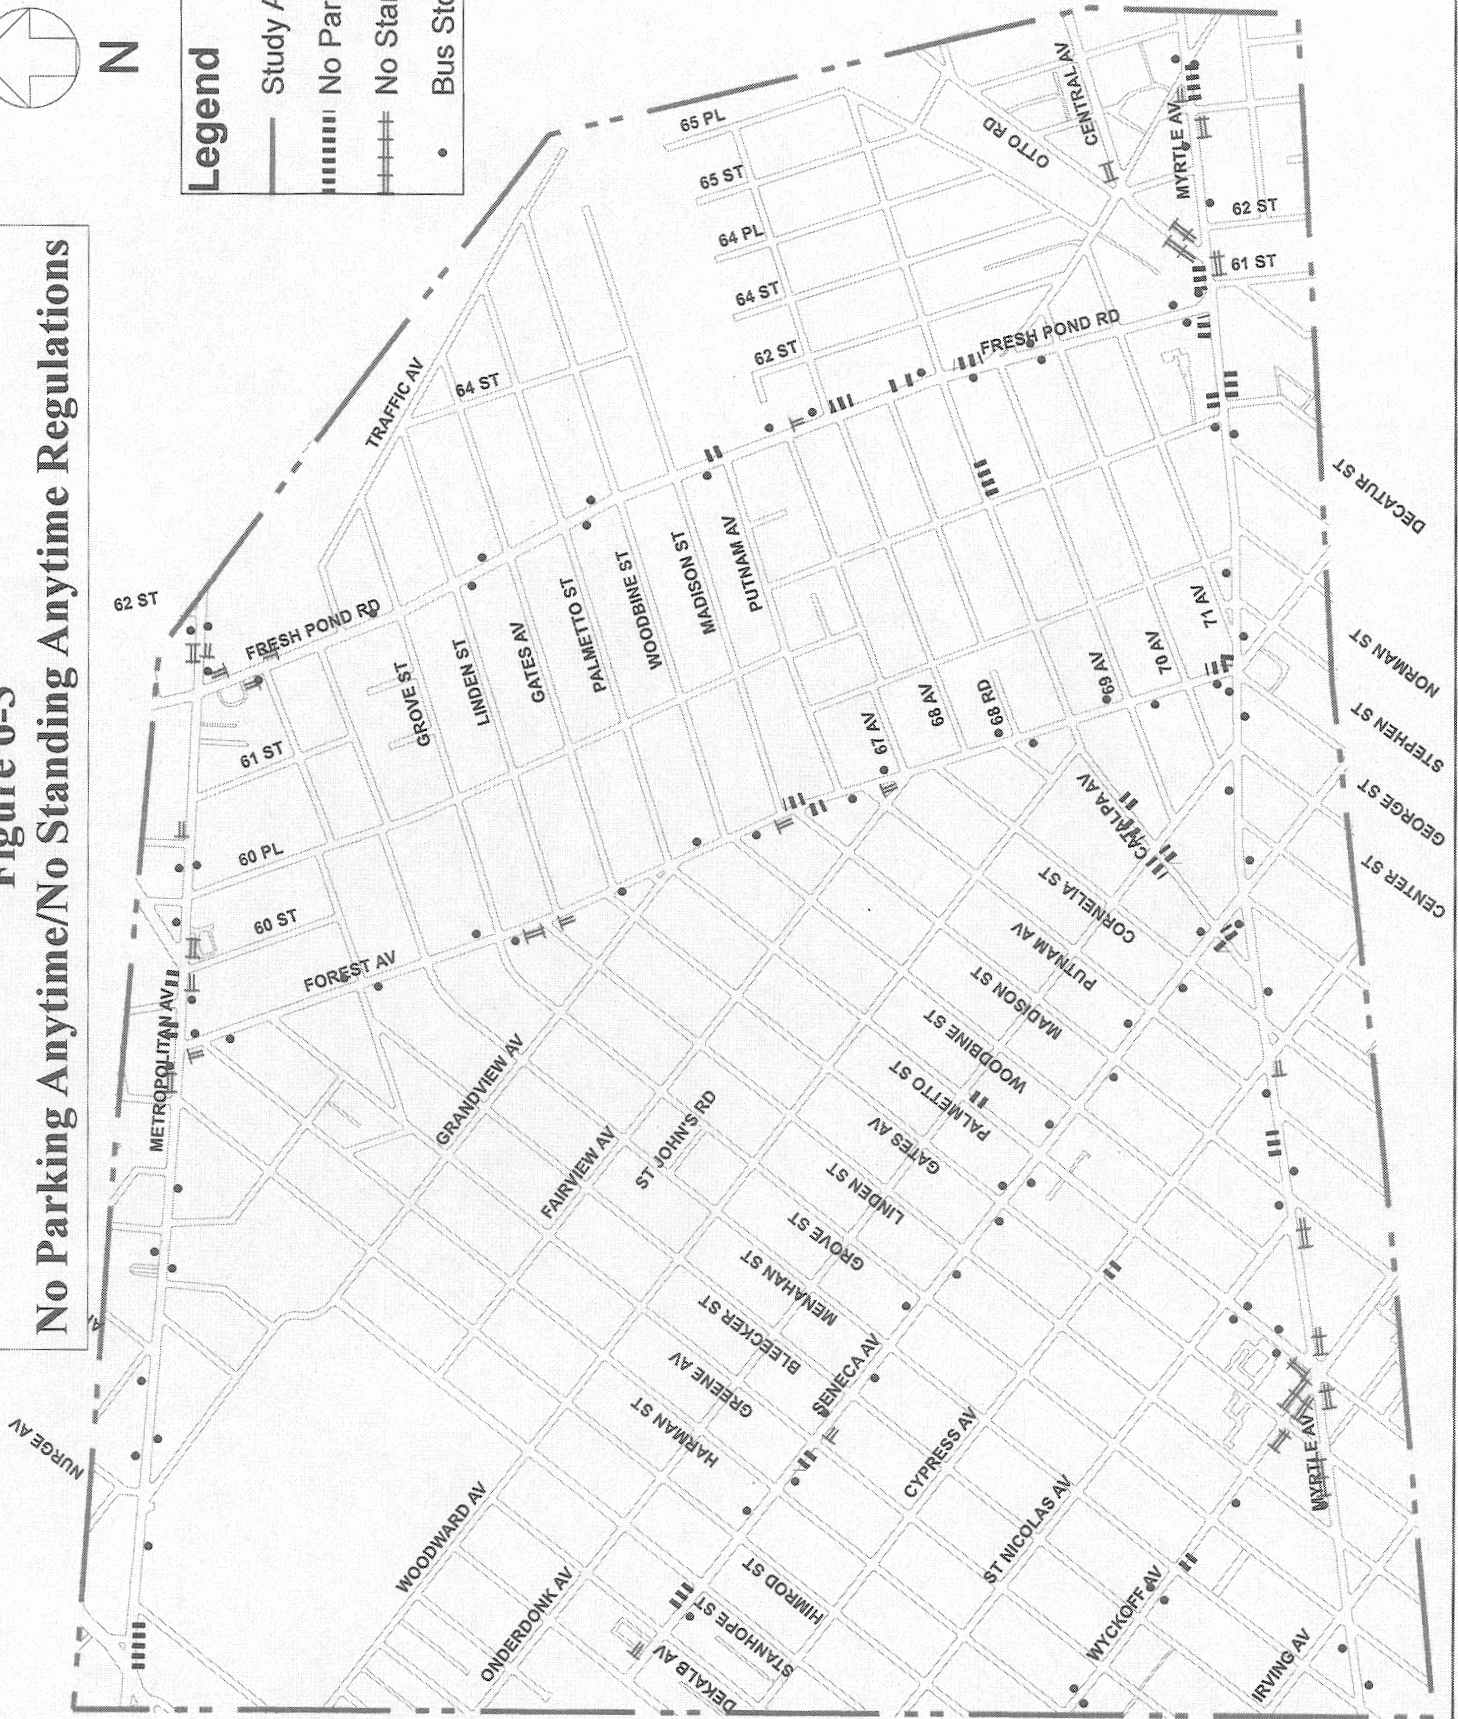 No Parking Anytime/No Standing Anytime Regulations
N
Legend
Study A
No Par
No Star
Bus Sto
NURGE AV
METROPOLITAN AV
62 ST
FRESH POND RD
TRAFFIC AV
64 ST
61 ST
60 PL
60 ST
FOREST AV
GROVE ST
LINDEN ST
GATES AV
PALMETTO ST
WOODBINE ST
MADISON ST
PUTNAM AV
65 PL
65 ST
64 PL
64 ST
62 ST
FRESH POND RD
OTTO RD
CENTRAL AV
MYRTLE AV
62 ST
61 ST
67 AV
68 AV
68 RD
69 AV
70 AV
71 AV
CATALPA AV
CORNELIA ST
PUTNAM AV
MADISON ST
WOODBINE ST
PALMETTO ST
GATES AV
LINDEN ST
GROVE ST
MENAHAN ST
BLEECKER ST
GREENE AV
HARMAN ST
HIMROD ST
STANHOPE ST
DEKALB AV
GRANDVIEW AV
FAIRVIEW AV
ST JOHN'S RD
WOODWARD AV
ONDERDONK AV
SENECA AV
CYPRESS AV
ST NICOLAS AV
WYCKOFF AV
IRVING AV
MYRTLE AV
DECATUR ST
NORMAN ST
STEPHEN ST
GEORGE ST
CENTER ST